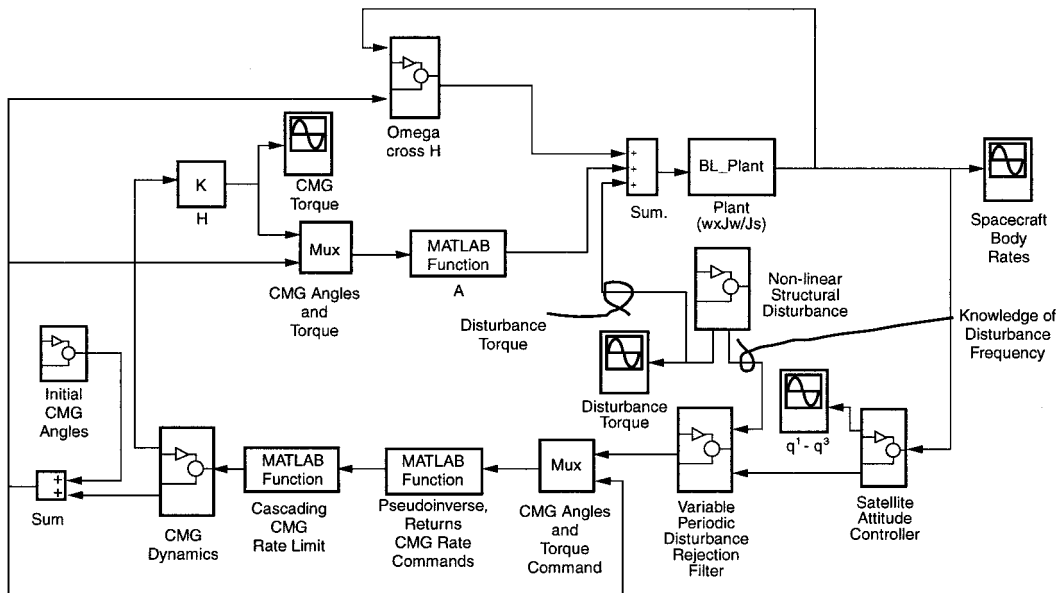 Omega
cross H
CMG
Torque
K
H
Mux
CMG Angles
and
Torque
MATLAB
Function
A
+
+
+
Sum.
BL_Plant
Plant
(wxJw/Js)
Spacecraft
Body
Rates
Non-linear
Structural
Disturbance
Knowledge of
Disturbance
Frequency
Disturbance
Torque
Disturbance
Torque
q¹ - q³
Initial
CMG
Angles
+
+
Sum
CMG
Dynamics
MATLAB
Function
Cascading
CMG
Rate Limit
MATLAB
Function
Pseudoinverse,
Returns
CMG Rate
Commands
Mux
CMG Angles
and
Torque
Command
Variable
Periodic
Disturbance
Rejection
Filter
Satellite
Attitude
Controller